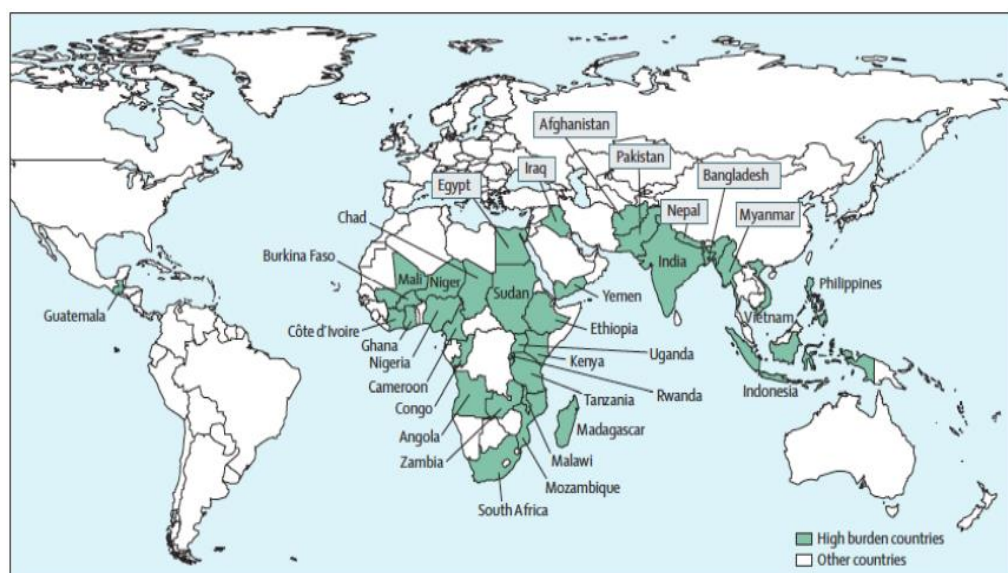 Afghanistan
Pakistan
Iraq
Bangladesh
Egypt
Nepal
Myanmar
Chad
Burkina Faso
Mali
Niger
India
Philippines
Sudan
Yemen
Guatemala
Vietnam
Côte d'Ivoire
Ethiopia
Ghana
Nigeria
Uganda
Kenya
Cameroon
Indonesia
Rwanda
Congo
Tanzania
Angola
Madagascar
Zambia
Malawi
Mozambique
South Africa
High burden countries
Other countries